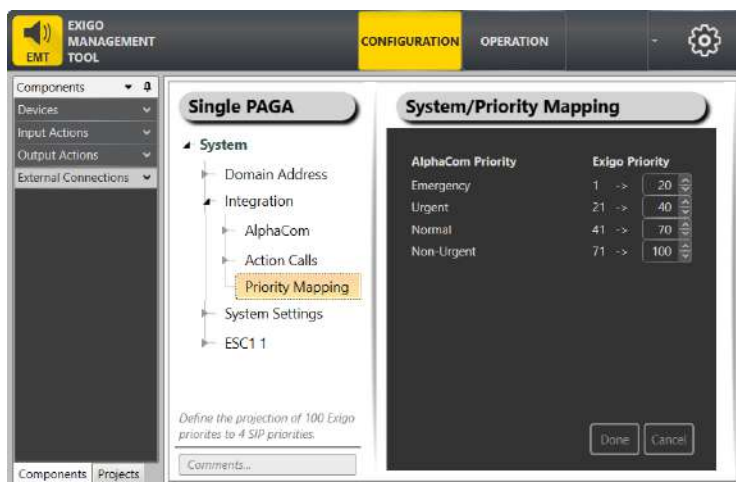 EXIGO
MANAGEMENT
TOOL
EMT
CONFIGURATION
OPERATION
Components
Devices
Input Actions
Output Actions
External Connections
Single PAGA
System
Domain Address
Integration
AlphaCom
Action Calls
Priority Mapping
System Settings
ESC1 1
Define the projection of 100 Exigo
priorites to 4 SIP priorities.
Comments...
Components Projects
System/Priority Mapping
AlphaCom Priority Exigo Priority
Emergency 1 -> 20
Urgent 21 -> 40
Normal 41 -> 70
Non-Urgent 71 -> 100
Done Cancel